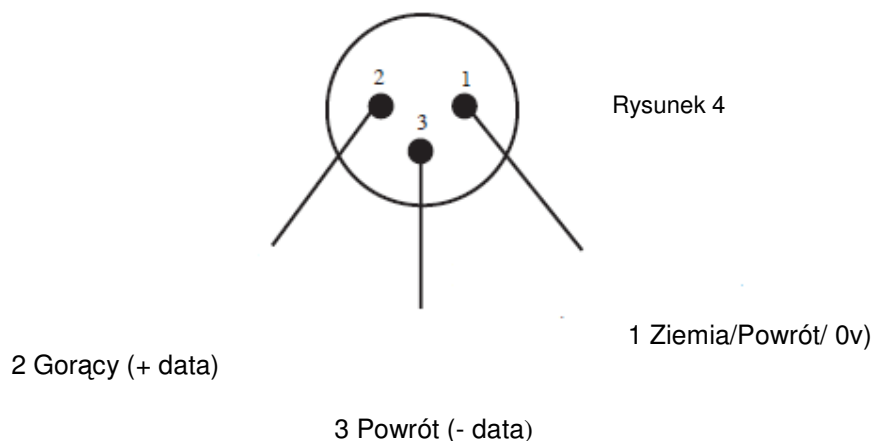 2 1
Rysunek 4
3
1 Ziemia/Powrót/ 0v)
2 Gorący (+ data)
3 Powrót (- data)